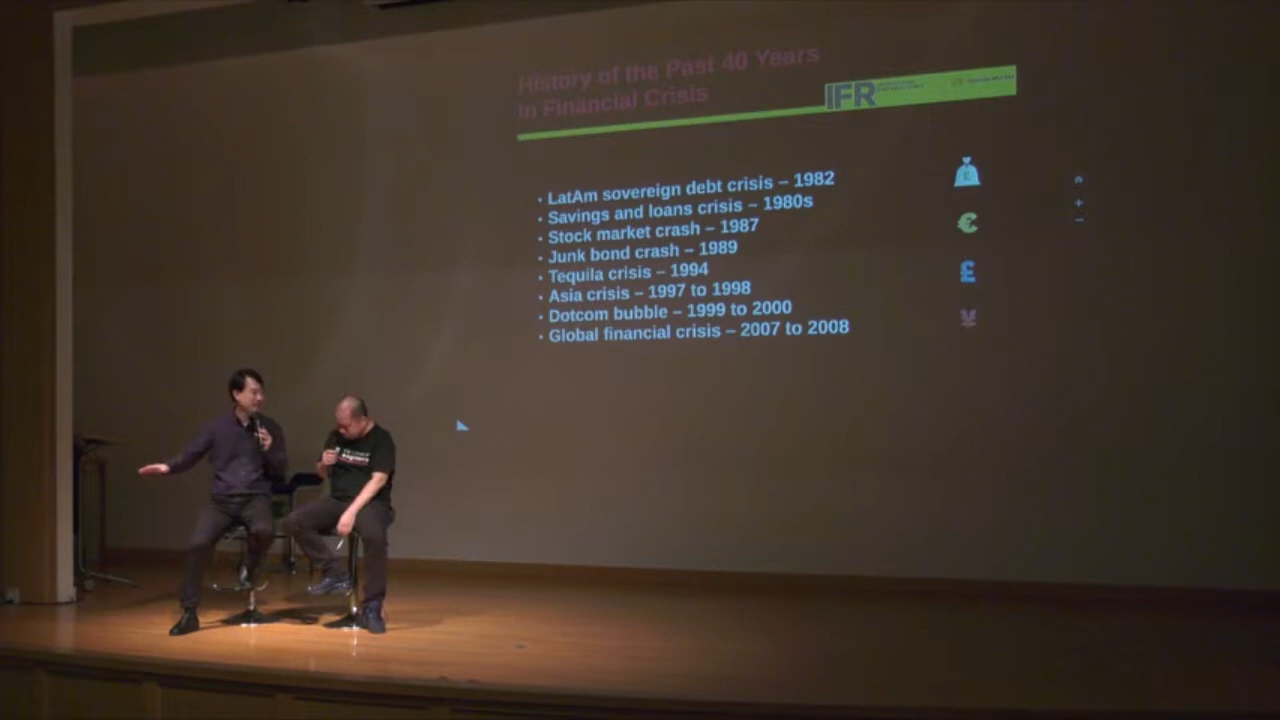 History of the Past 40 Years
in Financial Crisis
IFR
• LatAm sovereign debt crisis – 1982
• Savings and loans crisis – 1980s
• Stock market crash – 1987
• Junk bond crash – 1989
• Tequila crisis – 1994
• Asia crisis – 1997 to 1998
• Dotcom bubble – 1999 to 2000
• Global financial crisis – 2007 to 2008
£
€
£
¥